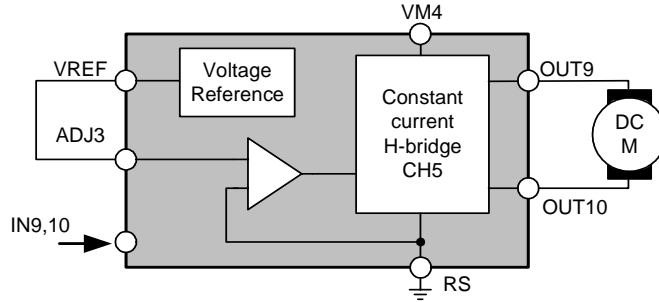 VM4
VREF
Voltage
Reference
OUT9
Constant
current
H-bridge
CH5
DC
M
ADJ3
OUT10
IN9,10
RS